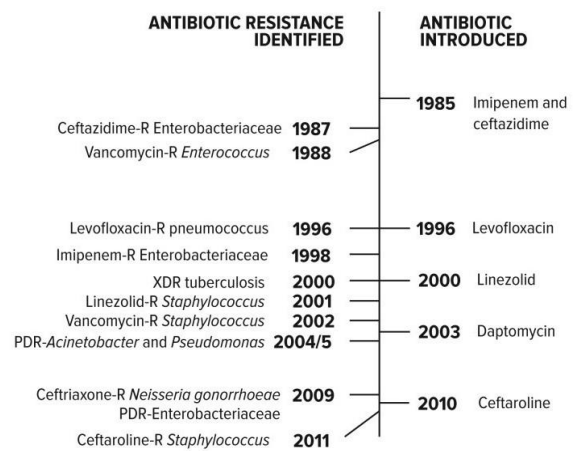 ANTIBIOTIC RESISTANCE
IDENTIFIED
ANTIBIOTIC
INTRODUCED
1985 Imipenem and
ceftazidime
Ceftazidime-R Enterobacteriaceae 1987
Vancomycin-R Enterococcus 1988
Levofloxacin-R pneumococcus 1996
1996 Levofloxacin
Imipenem-R Enterobacteriaceae 1998
XDR tuberculosis 2000
2000 Linezolid
Linezolid-R Staphylococcus 2001
Vancomycin-R Staphylococcus 2002
2003 Daptomycin
PDR-Acinetobacter and Pseudomonas 2004/5
Ceftriaxone-R Neisseria gonorrhoeae 2009
PDR-Enterobacteriaceae
2010 Ceftaroline
Ceftaroline-R Staphylococcus 2011